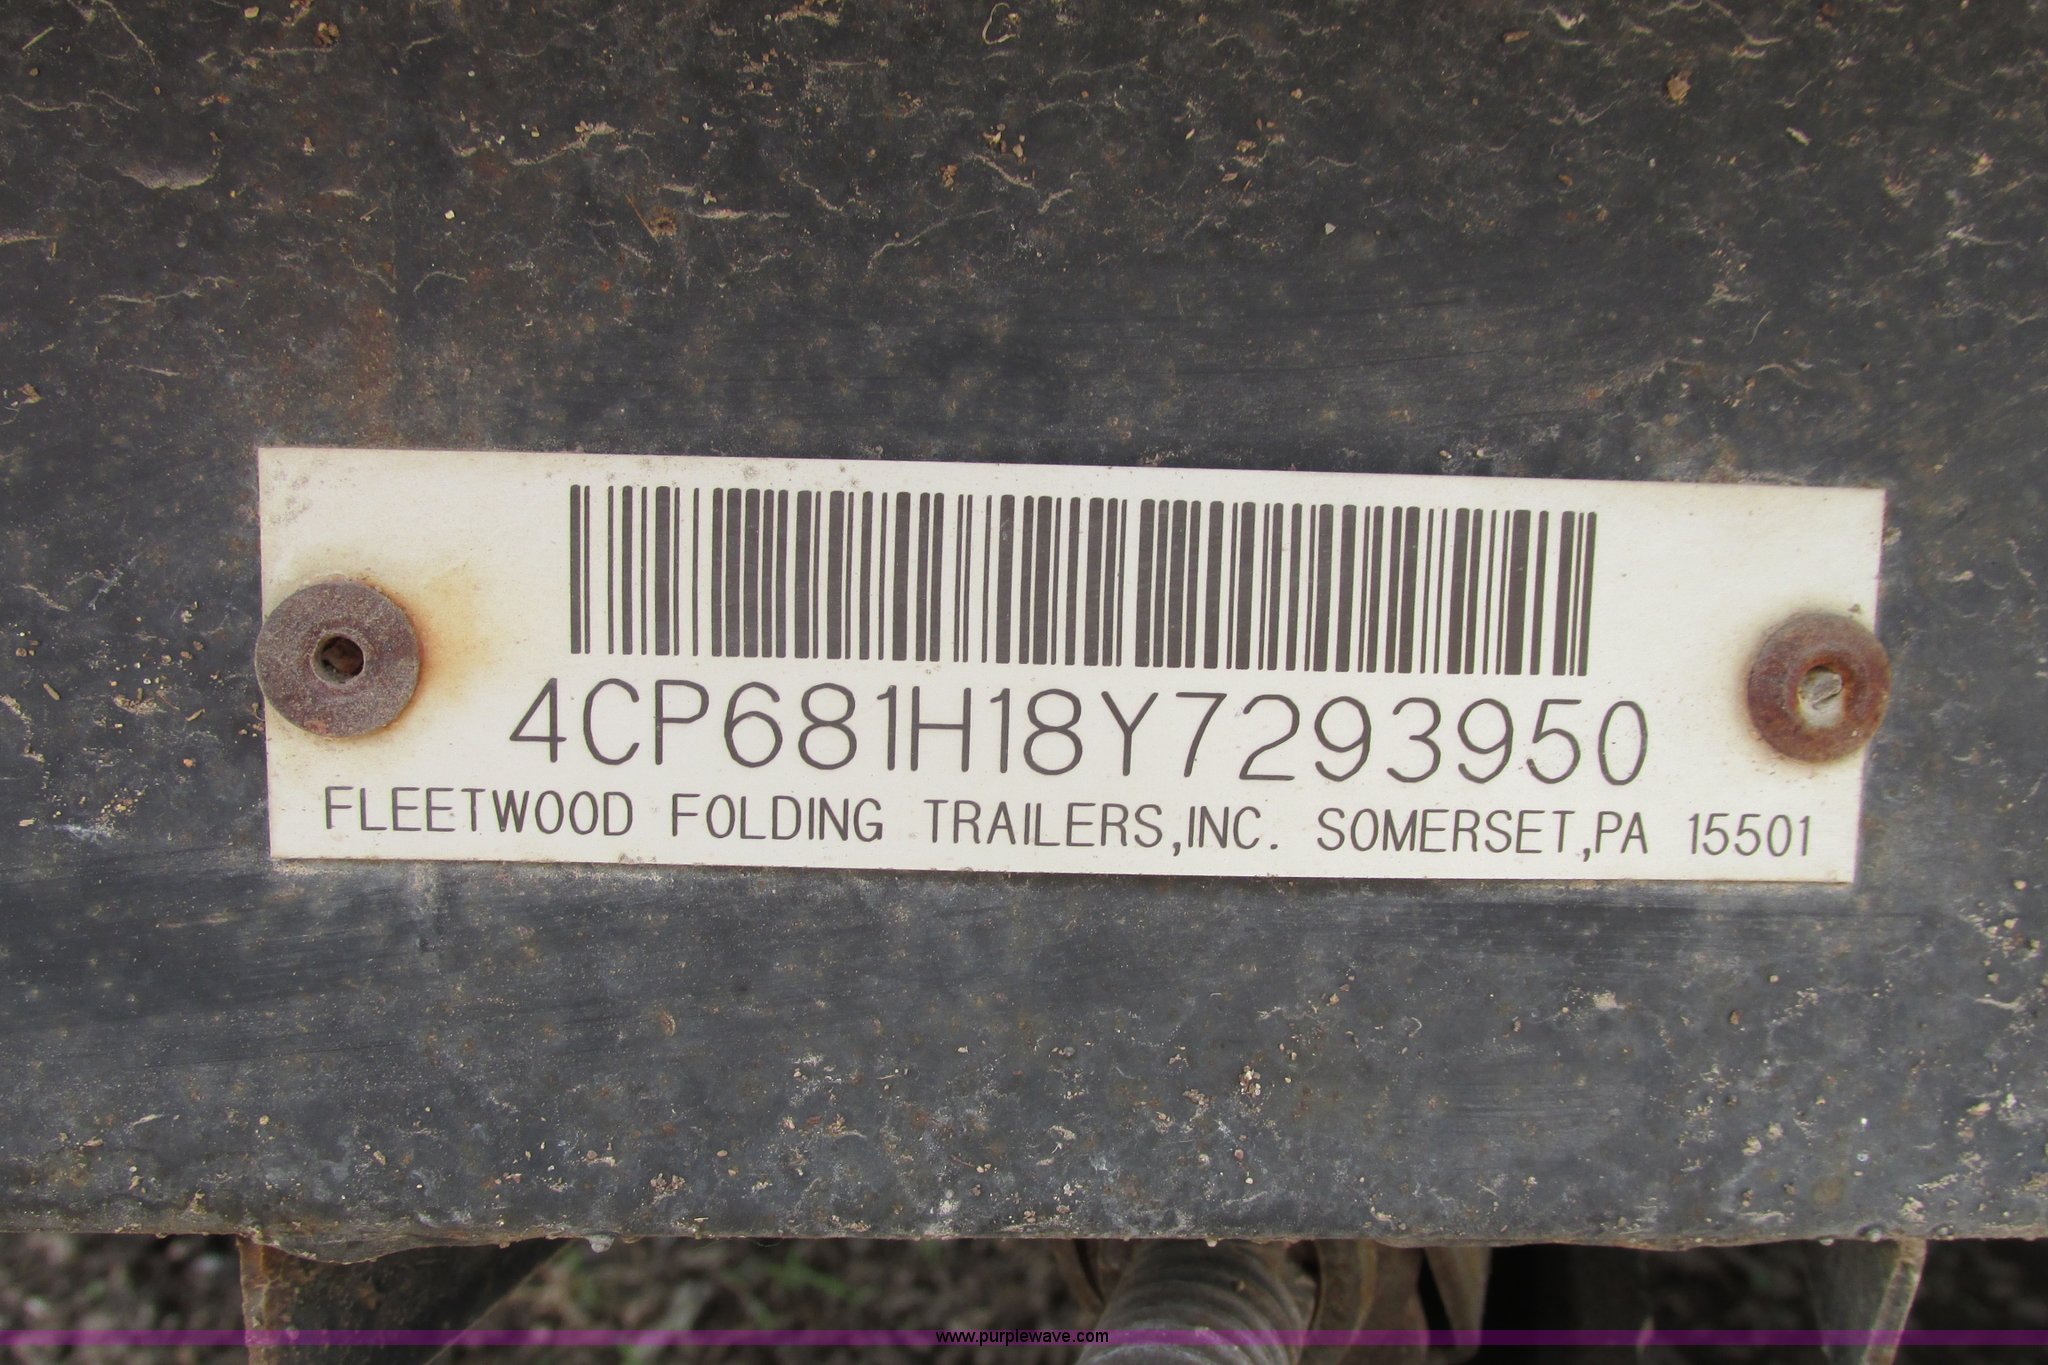 4CP681H18Y7293950
FLEETWOOD FOLDING TRAILERS,INC. SOMERSET,PA 15501
www.purplewave.com